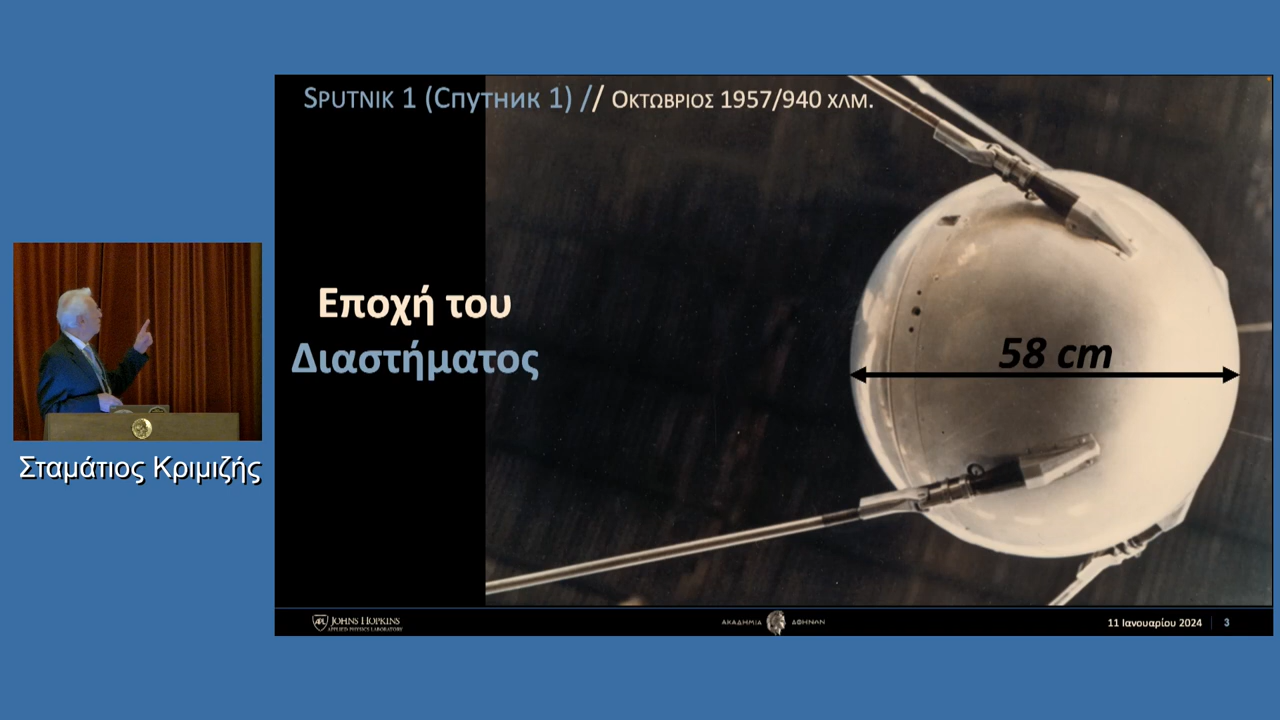 SPUTNIK 1 (Спутник 1) // ΟΚΤΩΒΡΙΟΣ 1957/940 ΧΛΜ.
Εποχή του
Διαστήματος
58 cm
Σταμάτιος Κριμιζής
APL JOHNS HOPKINS
APPLIED PHYSICS LABORATORY
ΑΚΑΔΗΜΙΑ ΑΘΗΝΩΝ
11 Ιανουαρίου 2024 3